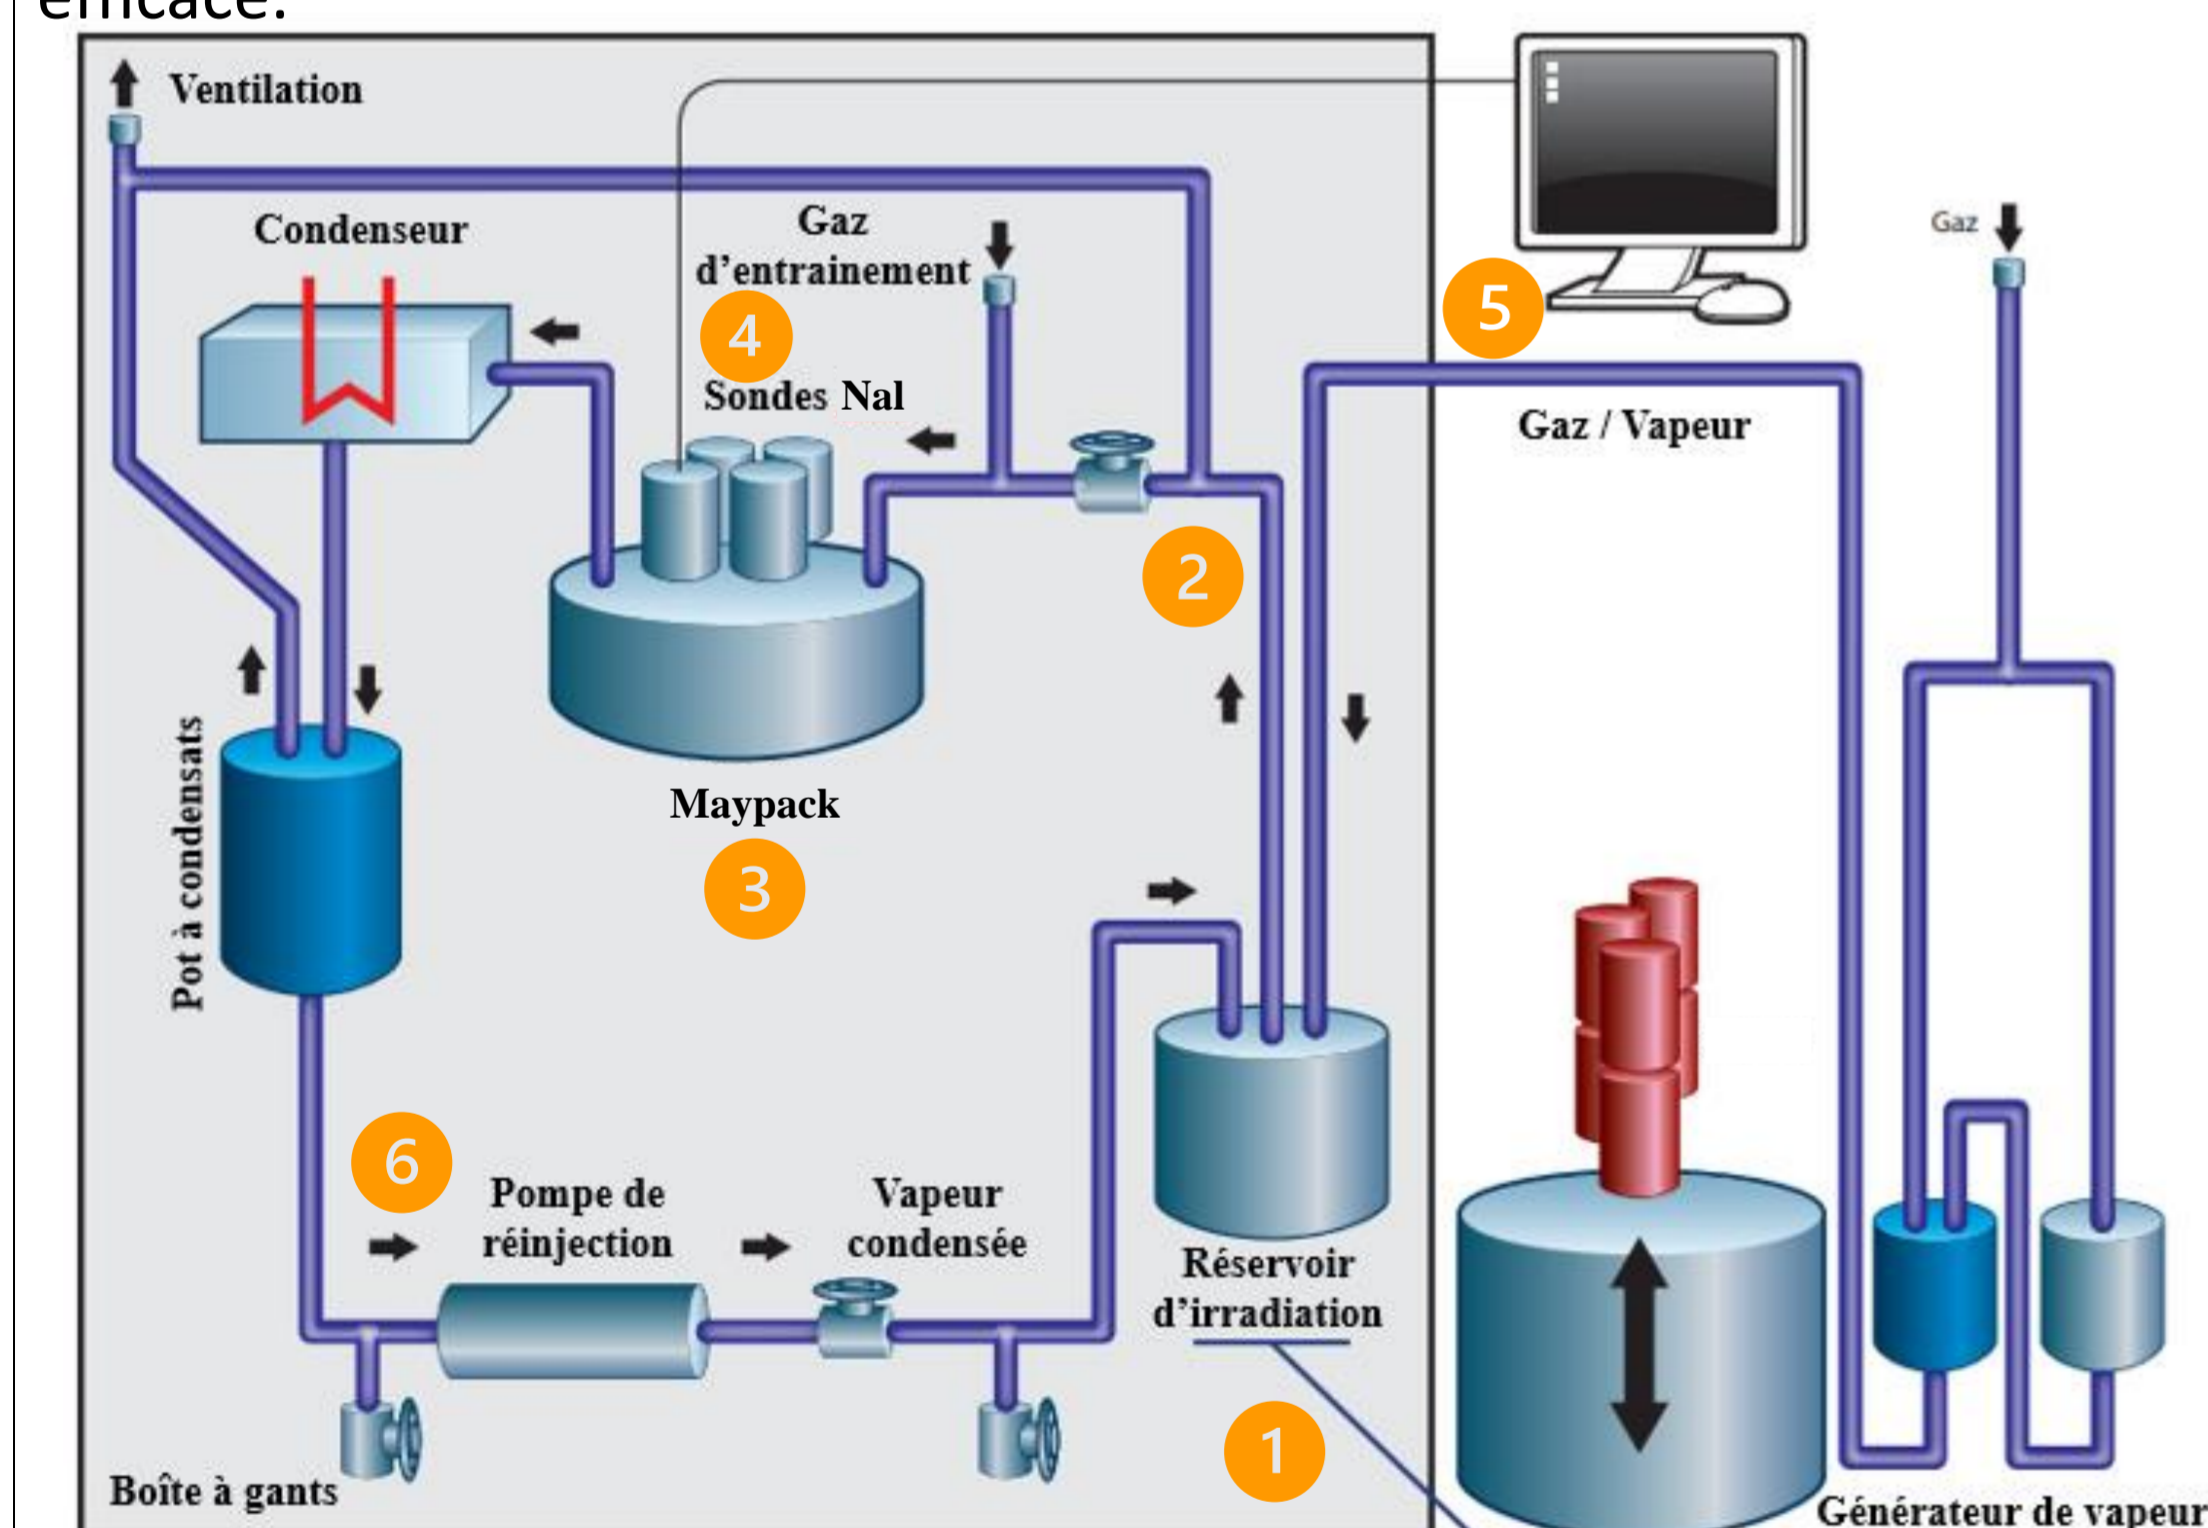 efficace.
Ventilation
Condenseur
Gaz
d’entrainement
Gaz
4
5
Sondes NaI
Gaz / Vapeur
2
Pot à condensats
Maypack
3
6
Pompe de
réinjection
Vapeur
condensée
Réservoir
d’irradiation
1
Boîte à gants
Générateur de vapeur